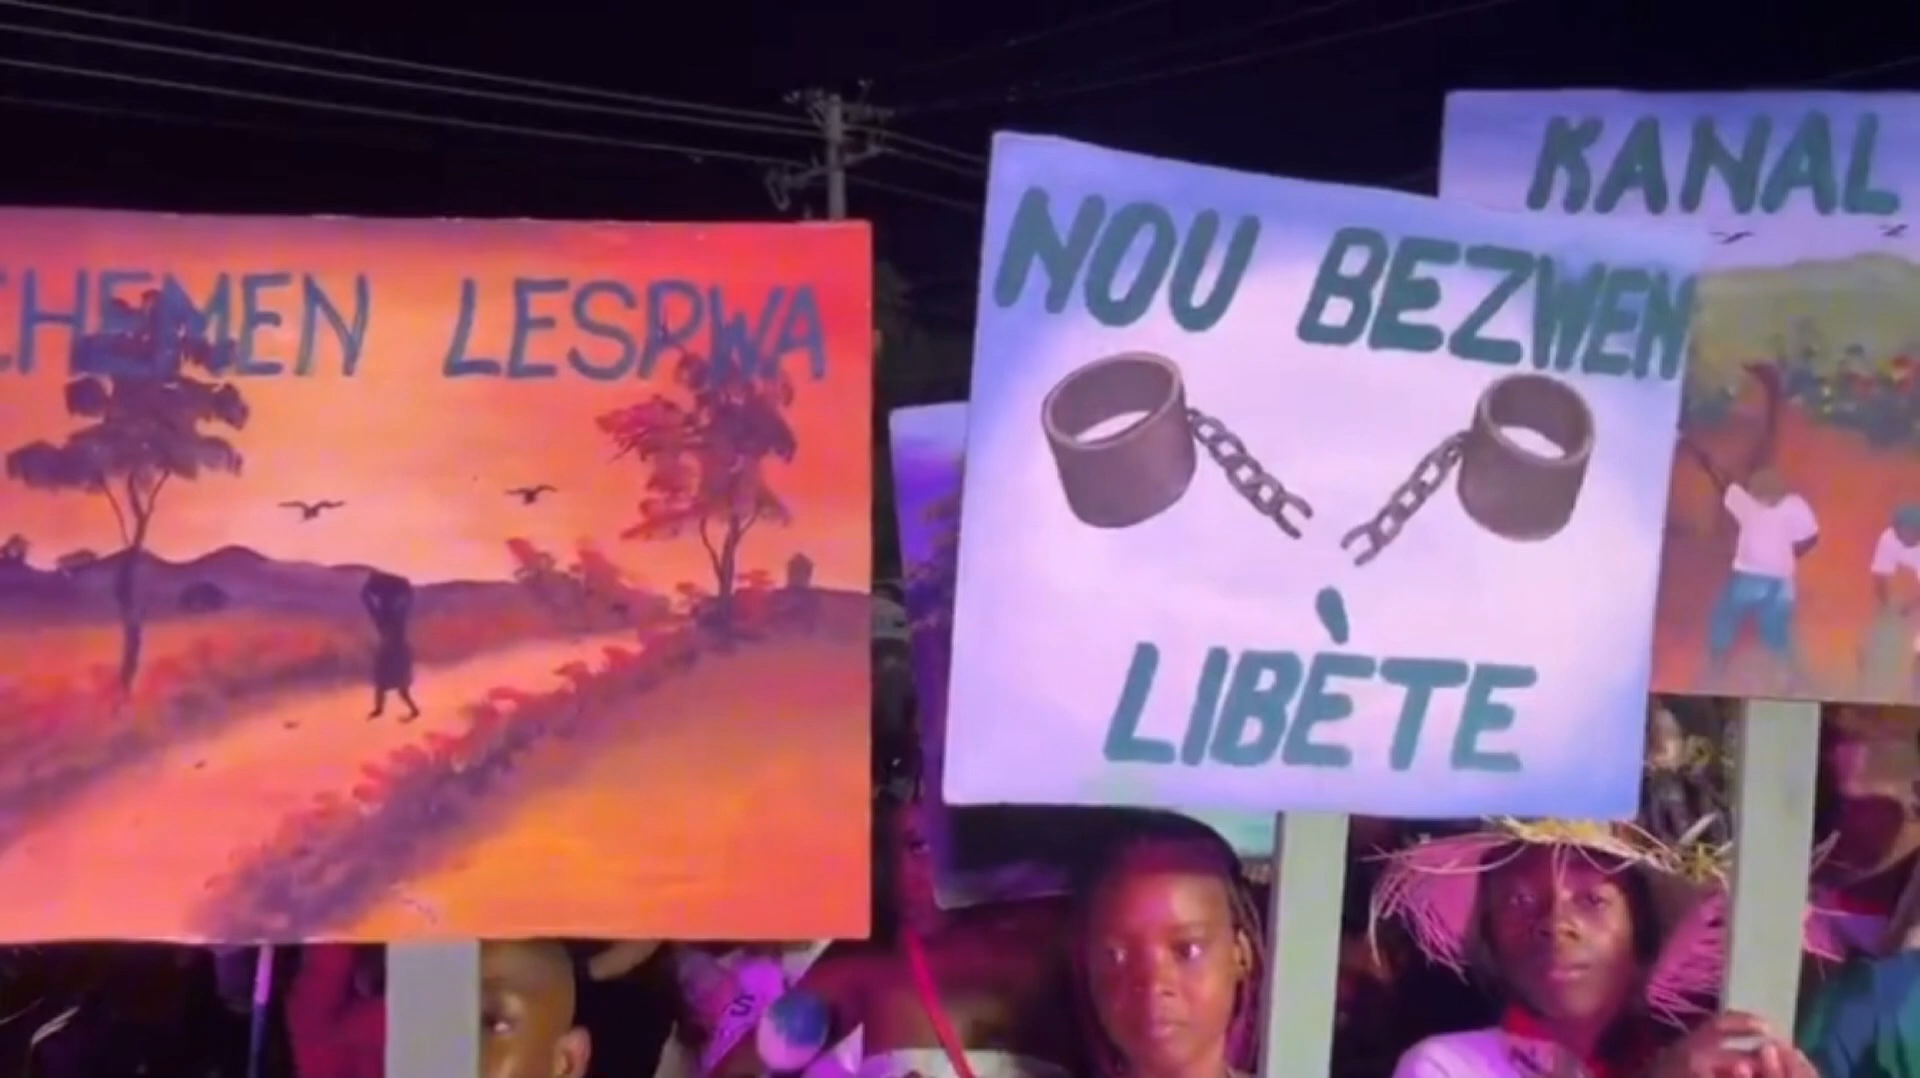 CHEMEN LESPWA
NOU BEZWEN
LIBÈTE
KANAL
S
N